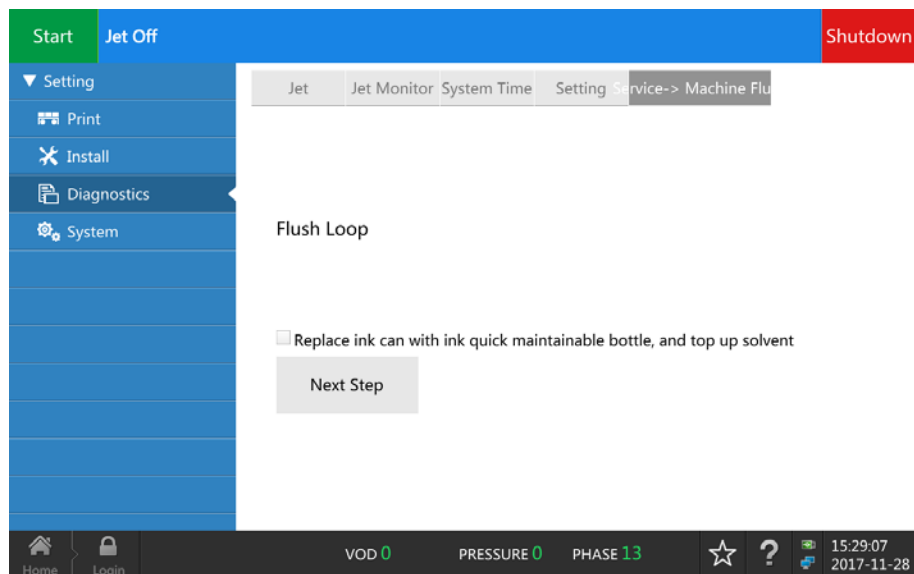 Start
Jet Off
Shutdown
Setting
Print
Install
Diagnostics
System
Jet
Jet Monitor
System Time
Setting
Service-> Machine Flu
Flush Loop
Replace ink can with ink quick maintainable bottle, and top up solvent
Next Step
Home
Login
VOD 0
PRESSURE 0
PHASE 13
?
15:29:07
2017-11-28